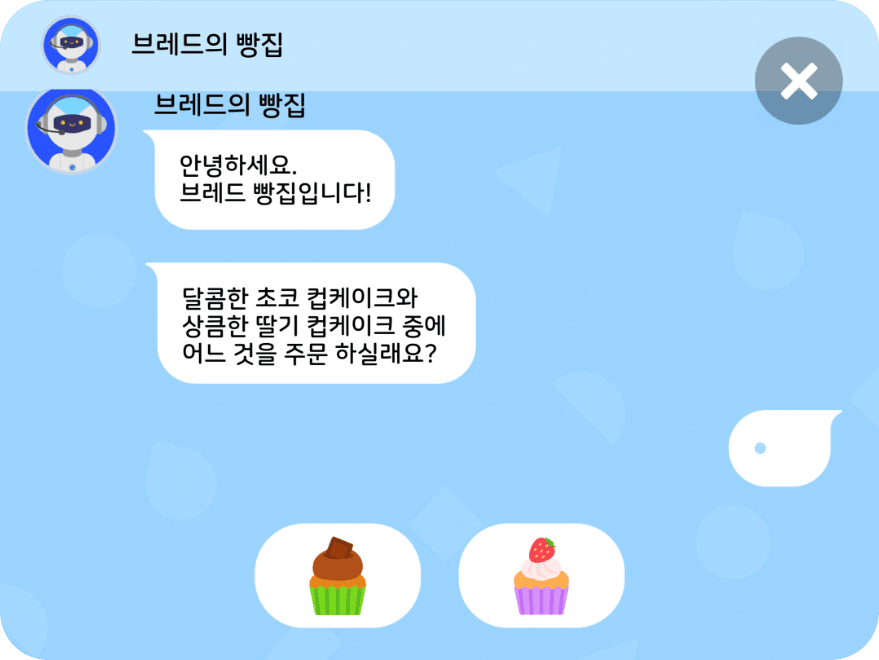 브레드의 빵집
브레드의 빵집
안녕하세요.
브레드 빵집입니다!
달콤한 초코 컵케이크와
상큼한 딸기 컵케이크 중에
어느 것을 주문 하실래요?